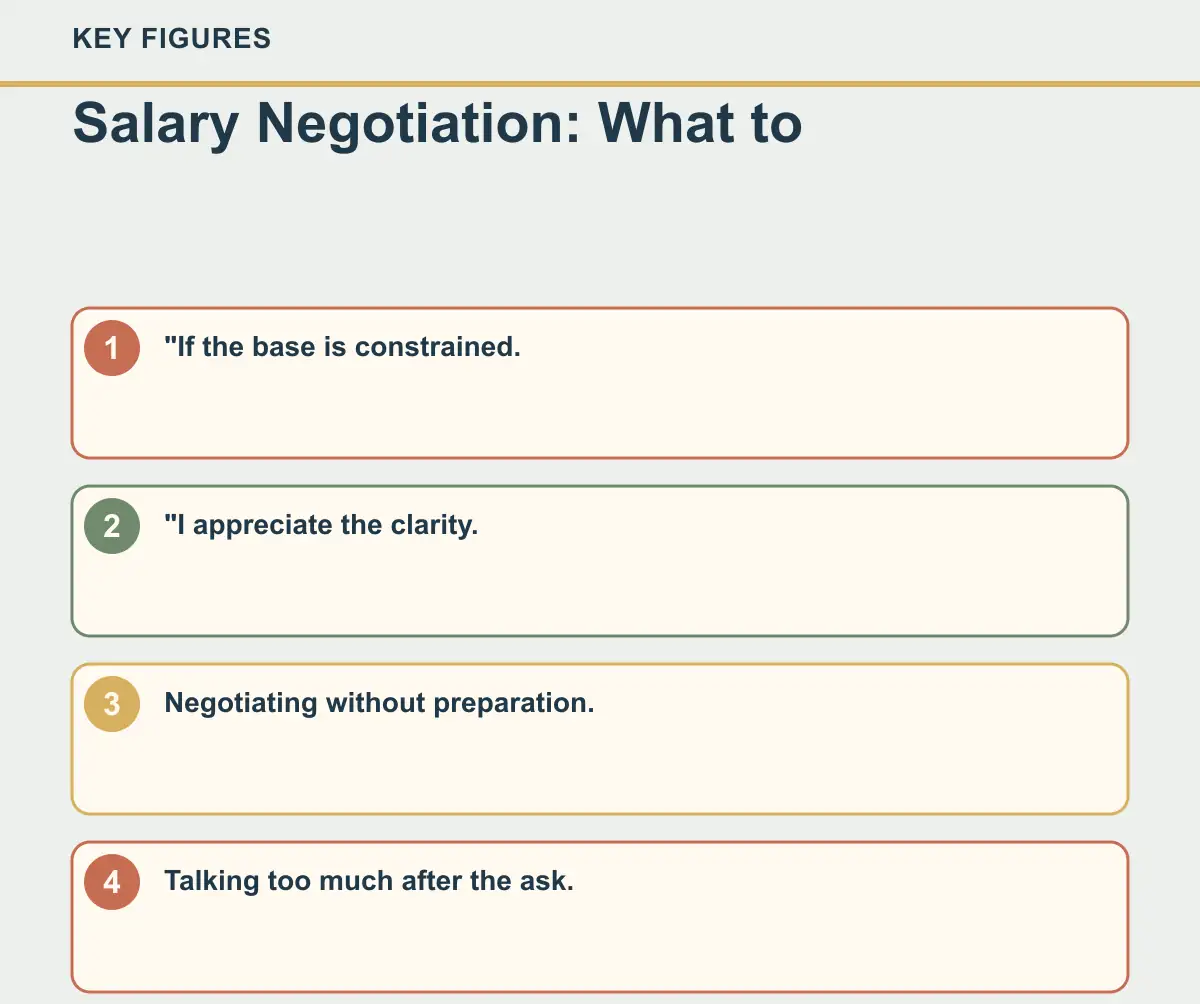 KEY FIGURES
Salary Negotiation: What to
1
"If the base is constrained.
2
"I appreciate the clarity.
3
Negotiating without preparation.
4
Talking too much after the ask.